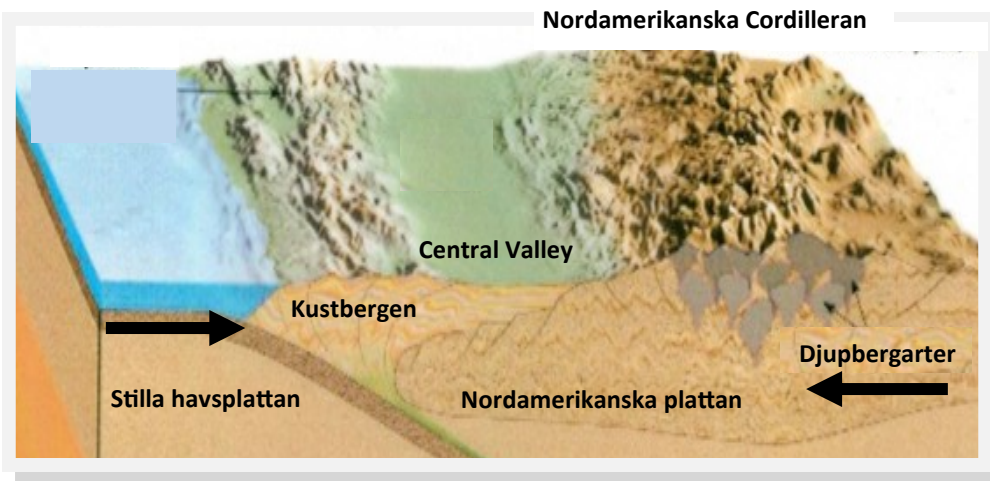 Nordamerikanska Cordilleran
Central Valley
Kustbergen
Djupbergarter
Stilla havsplattan
Nordamerikanska plattan